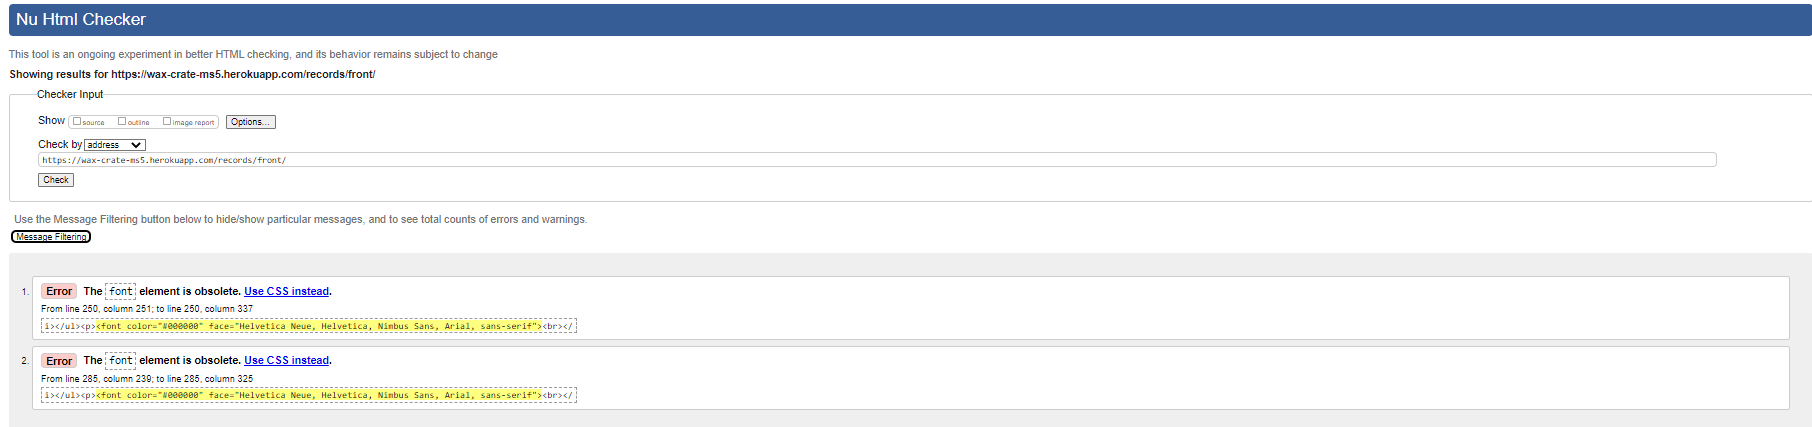 Nu Html Checker
This tool is an ongoing experiment in better HTML checking, and its behavior remains subject to change
Showing results for https://wax-crate-ms5.herokuapp.com/records/front/
Checker Input
Show source outline image report Options...
Check by address
https://wax-crate-ms5.herokuapp.com/records/front/
Check
Use the Message Filtering button below to hide/show particular messages, and to see total counts of errors and warnings.
Message Filtering
1. Error The font element is obsolete. Use CSS instead.
From line 250, column 251; to line 250, column 337
i></ul><p><font color="#000000" face="Helvetica Neue, Helvetica, Nimbus Sans, Arial, sans-serif"><br></
2. Error The font element is obsolete. Use CSS instead.
From line 285, column 239; to line 285, column 325
i></ul><p><font color="#000000" face="Helvetica Neue, Helvetica, Nimbus Sans, Arial, sans-serif"><br></